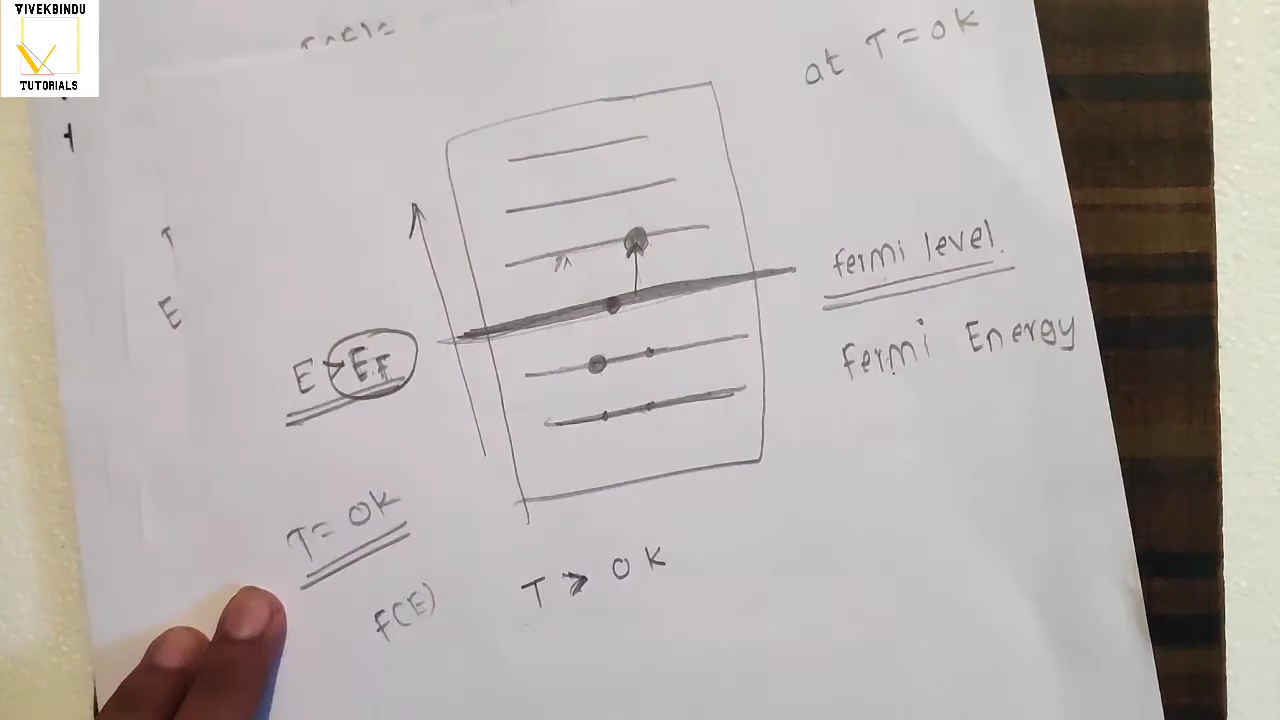 VIVEKBINDU
TUTORIALS
at T = 0 K
fermi level
fermi Energy
E > EF
T = 0K
F(E)
T > 0 K
E